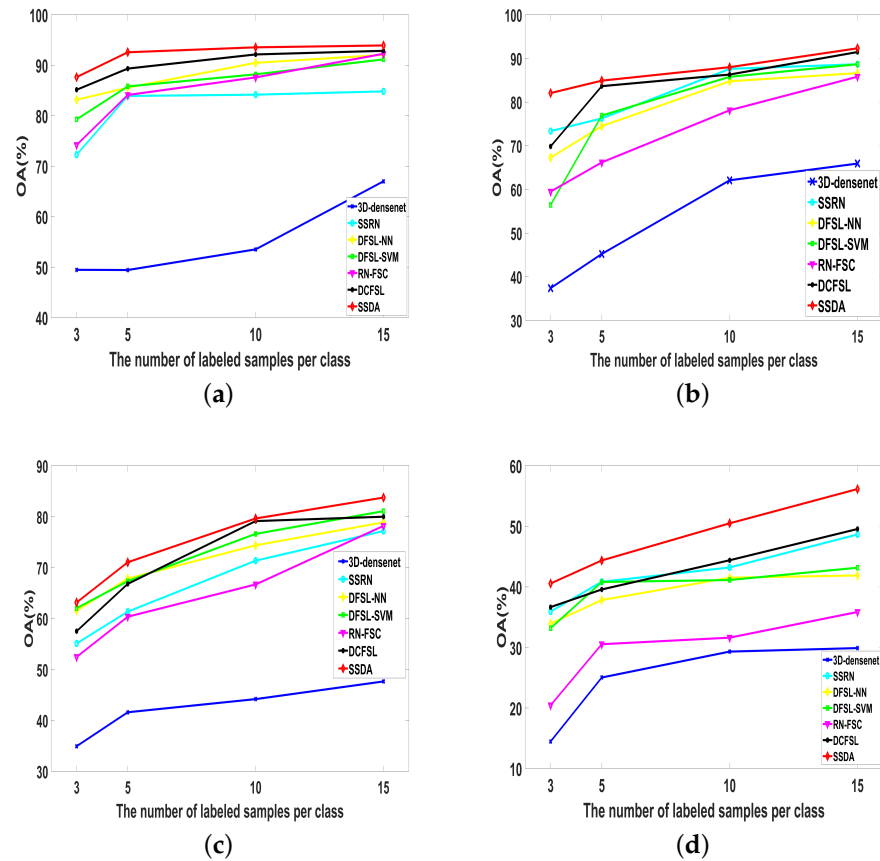 100
90
80
70
60
50
40
OA(%)
3D-densenet
SSRN
DFSL-NN
DFSL-SVM
RN-FSC
DCFSL
SSDA
3 5 10 15
The number of labeled samples per class
(a)
100
90
80
70
60
50
40
30
OA(%)
3D-densenet
SSRN
DFSL-NN
DFSL-SVM
RN-FSC
DCFSL
SSDA
3 5 10 15
The number of labeled samples per class
(b)
90
80
70
60
50
40
30
OA(%)
3D-densenet
SSRN
DFSL-NN
DFSL-SVM
RN-FSC
DCFSL
SSDA
3 5 10 15
The number of labeled samples per class
(c)
60
50
40
30
20
10
OA(%)
3D-densenet
SSRN
DFSL-NN
DFSL-SVM
RN-FSC
DCFSL
SSDA
3 5 10 15
The number of labeled samples per class
(d)